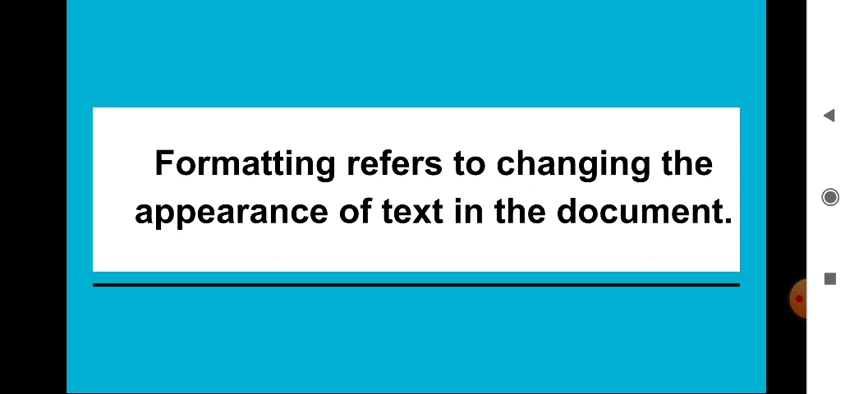 Formatting refers to changing the
appearance of text in the document.